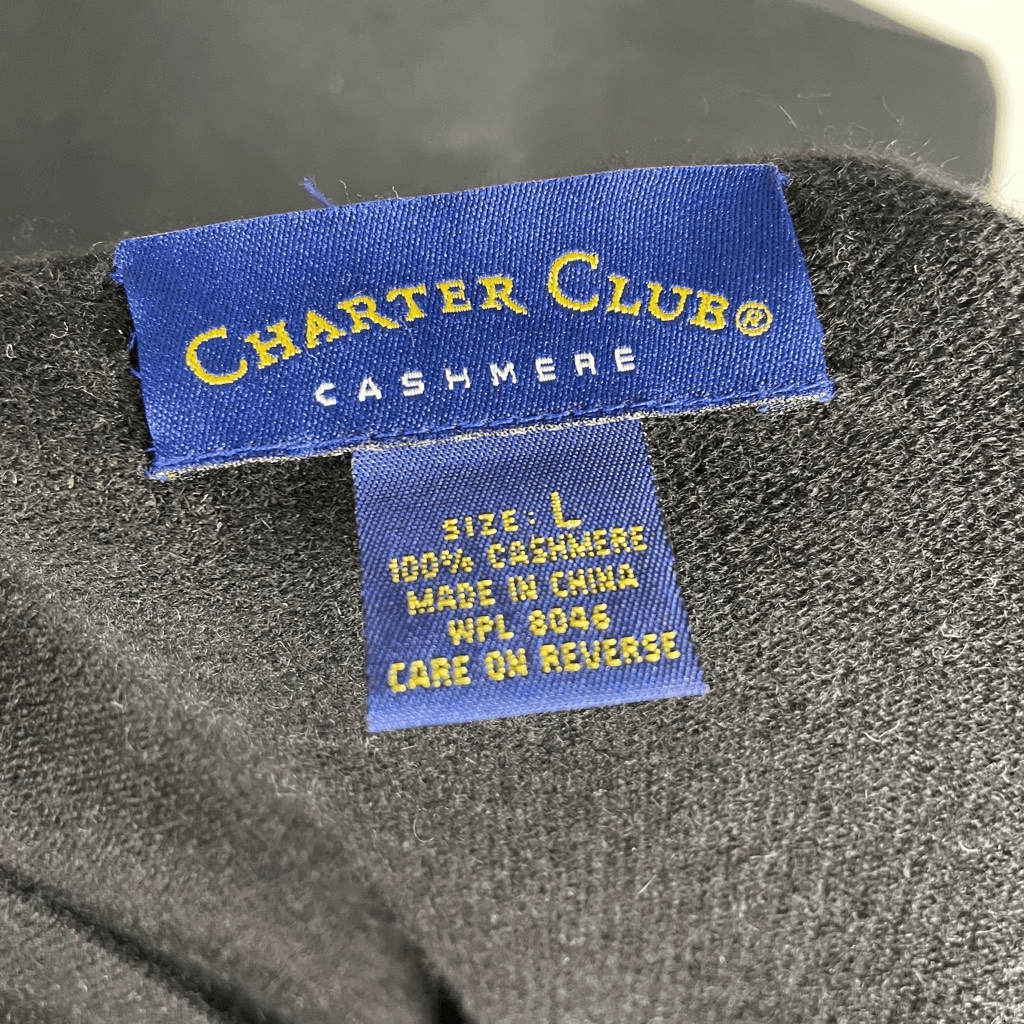 CHARTER CLUB®
CASHMERE
SIZE: L
100% CASHMERE
MADE IN CHINA
WPL 8046
CARE ON REVERSE